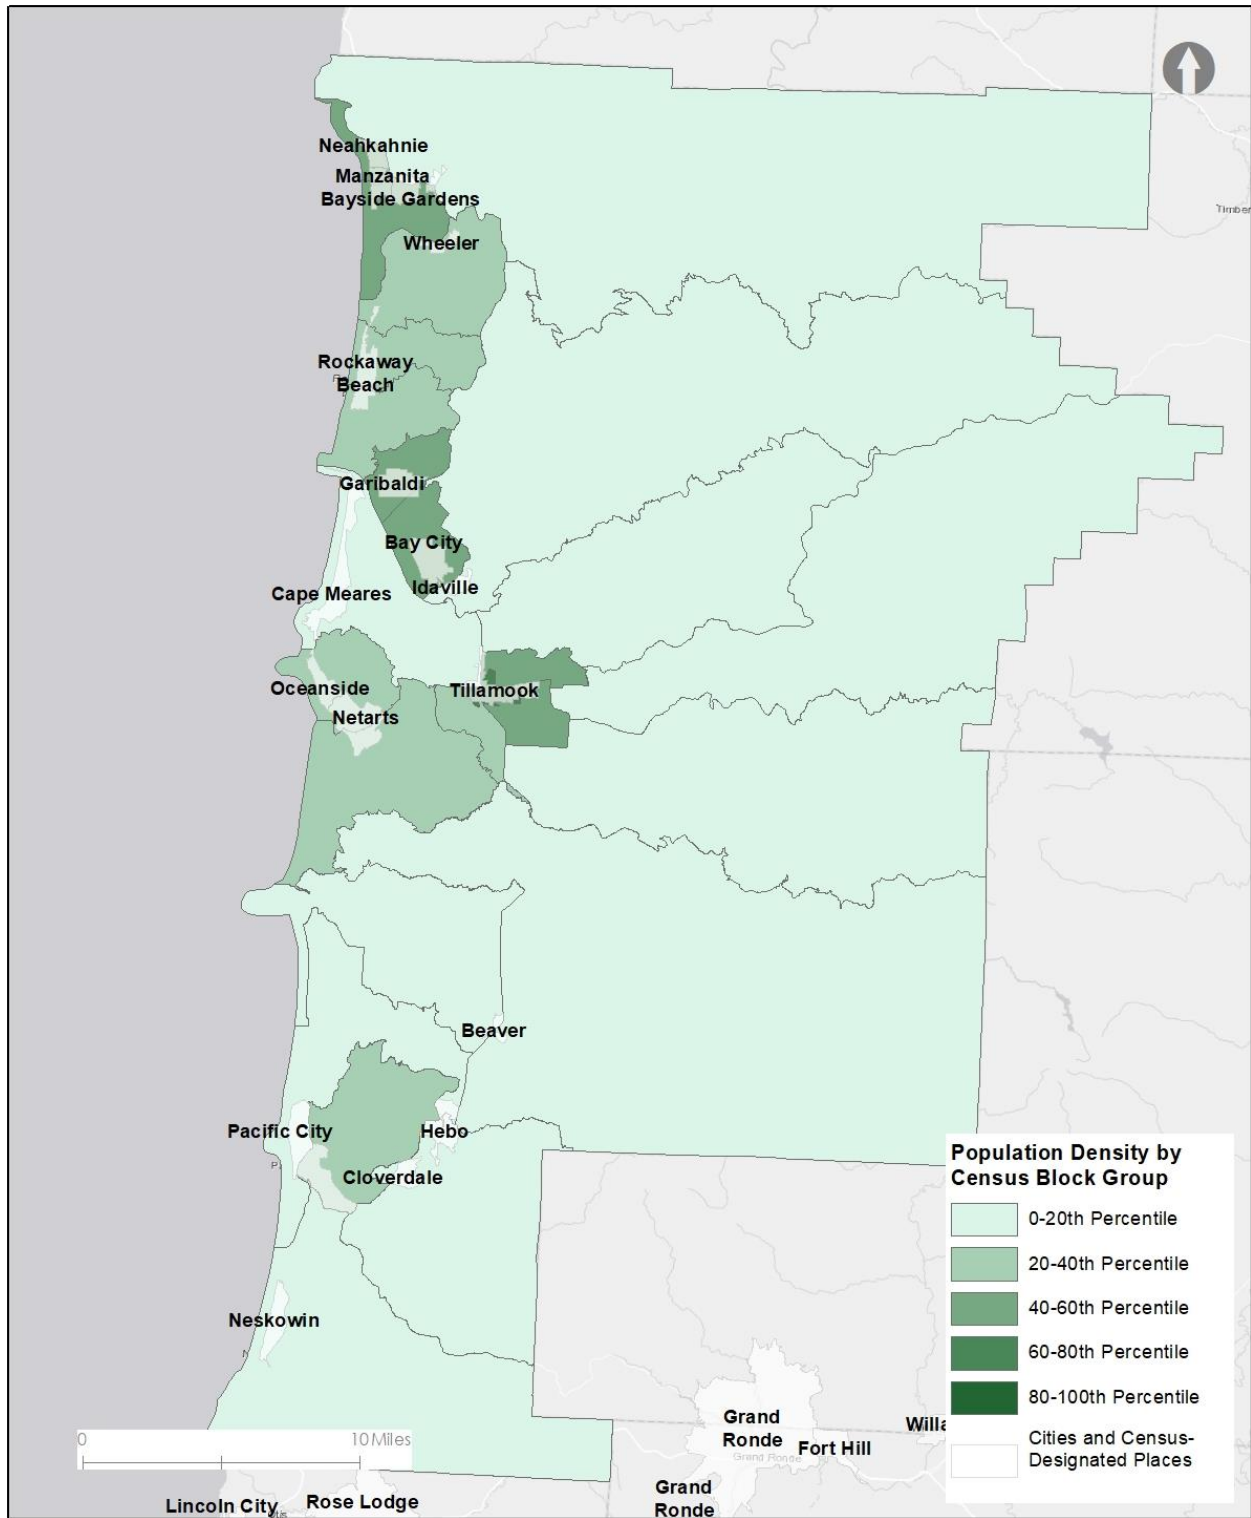 Timber
Neahkahnie
Manzanita
Bayside Gardens
Wheeler
Rockaway
Beach
Garibaldi
Bay City
Idaville
Cape Meares
Oceanside
Netarts
Tillamook
Beaver
Pacific City
Hebo
Cloverdale
Neskowin
Population Density by
Census Block Group
0-20th Percentile
20-40th Percentile
40-60th Percentile
60-80th Percentile
80-100th Percentile
Cities and Census-
Designated Places
0
10 Miles
Grand
Ronde
Grand Ronde
Fort Hill
Willa
Grand
Ronde
Lincoln City
Rose Lodge